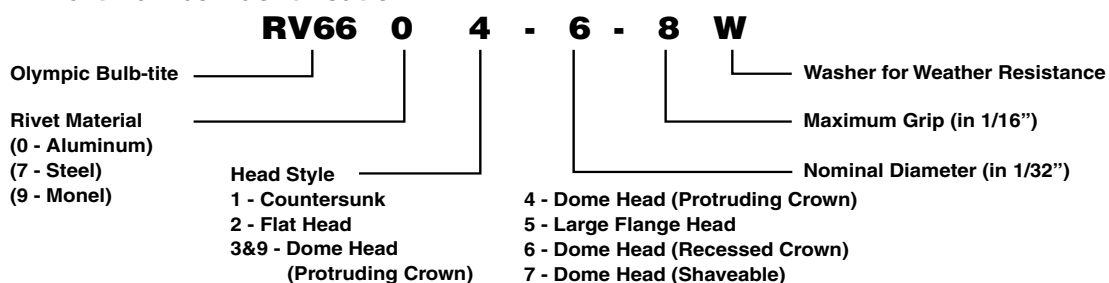 RV66 0 4 - 6 - 8 W
Olympic Bulb-tite
Washer for Weather Resistance
Rivet Material
(0 - Aluminum)
(7 - Steel)
(9 - Monel)
Maximum Grip (in 1/16”)
Nominal Diameter (in 1/32”)
Head Style
1 - Countersunk
2 - Flat Head
3&9 - Dome Head
(Protruding Crown)
4 - Dome Head (Protruding Crown)
5 - Large Flange Head
6 - Dome Head (Recessed Crown)
7 - Dome Head (Shaveable)